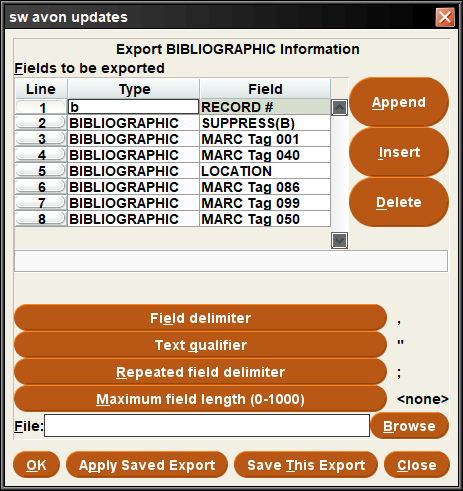 sw avon updates
Export BIBLIOGRAPHIC Information
Fields to be exported
Line Type Field
1 b RECORD #
2 BIBLIOGRAPHIC SUPPRESS(B)
3 BIBLIOGRAPHIC MARC Tag 001
4 BIBLIOGRAPHIC MARC Tag 040
5 BIBLIOGRAPHIC LOCATION
6 BIBLIOGRAPHIC MARC Tag 086
7 BIBLIOGRAPHIC MARC Tag 099
8 BIBLIOGRAPHIC MARC Tag 050
Append
Insert
Delete
Field delimiter ,
Text qualifier "
Repeated field delimiter ;
Maximum field length (0-1000) <none>
File: Browse
OK Apply Saved Export Save This Export Close